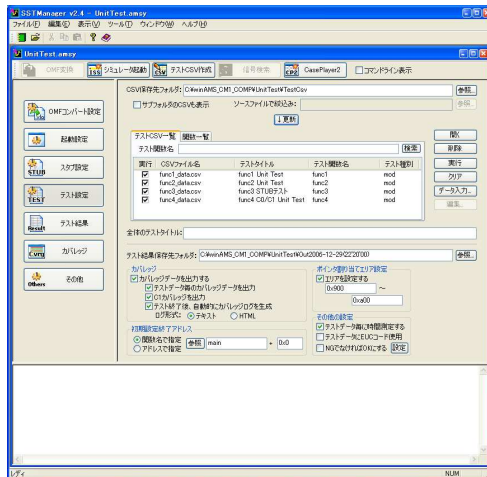 SSTManager v2.4 - UnitTest.amsy
ファイル(F) 編集(E) 表示(V) ツール(T) ウィンドウ(W) ヘルプ(H)
UnitTest.amsy
OMF変換 シミュレータ起動 テストCSV作成 信号検索 CasePlayer2 コマンドライン表示
OMFコンバート設定
起動設定
スタブ設定
テスト設定
テスト結果
カバレッジ
その他
CSV保存先フォルダ: C:¥winAMS_CM1_COMP¥UnitTest¥TestCsv 参照..
サブフォルダのCSVも表示 ソースファイルで絞込み: 参照..
↓更新
テストCSV一覧 関数一覧
テスト関数名 検索
実行 CSVファイル名 テストタイトル テスト関数名 テスト種別
func1_data.csv func1 Unit Test func1 mod
func2_data.csv func2 Unit Test func2 mod
func3_data.csv func3 STUBテスト func3 mod
func4_data.csv func4 C0/C1 Unit Test func4 mod
開く
削除
実行
クリア
データ入力..
編集..
全体のテストタイトル:
テスト結果保存先フォルダ: C:¥winAMS_CM1_COMP¥UnitTest¥Out2006-12-29(22'20'00) 参照..
カバレッジ
カバレッジデータを出力する
テストデータ毎のカバレッジデータを出力
C1カバレッジを出力
テスト終了後、自動的にカバレッジログを生成
ログ形式: テキスト HTML
初期設定終了アドレス
関数名で指定 参照 main + 0x0
アドレスで指定
ポインタ割り当てエリア設定
エリアを設定する
0x900 ～
0xa00
その他の設定
テストデータ毎に時間測定する
テストデータにEUCコード使用
NGでなければOKにする 設定
レディ NUM